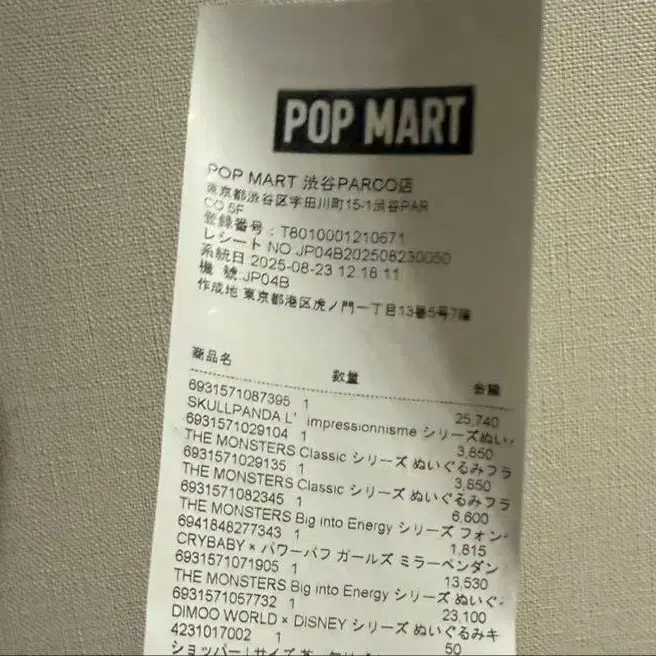 POP MART
POP MART 渋谷PARCO店
東京都渋谷区宇田川町15-1渋谷PAR
CO 5F
登録番号：T8010001210671
レシート NO.JP04B202508230050
系統日:2025-08-23 12:18:11
機 號:JP04B
作成地 東京都港区虎ノ門一丁目13番5号7階
商品名 数量 金額
6931571087395 1 25,740
SKULLPANDA L' impressionnisme シリーズぬい
6931571029104 1 3,850
THE MONSTERS Classic シリーズ ぬいぐるみフラ
6931571029135 1 3,850
THE MONSTERS Classic シリーズ ぬいぐるみフラ
6931571082345 1 6,600
THE MONSTERS Big into Energy シリーズ フォン
6941848277343 1 1,815
CRYBABY × パワーパフ ガールズ ミラーペンダン
6931571071905 1 13,530
THE MONSTERS Big into Energy シリーズ ぬいぐ
6931571057732 1 23,100
DIMOO WORLD × DISNEY シリーズ ぬいぐるみキ
4231017002 1 50
ショッパー Lサイズ